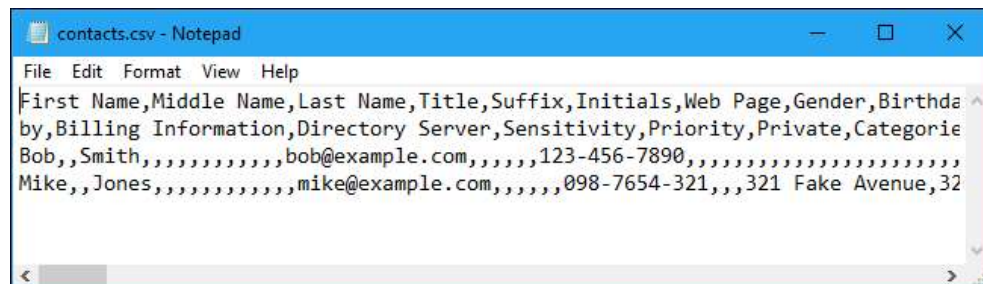 contacts.csv - Notepad
File Edit Format View Help
First Name,Middle Name,Last Name,Title,Suffix,Initials,Web Page,Gender,Birthda
by,Billing Information,Directory Server,Sensitivity,Priority,Private,Categorie
Bob,,Smith,,,,,,,,,,,,bob@example.com,,,,,,123-456-7890,,,,,,,,,,,,,,,,,,,,,,,
Mike,,Jones,,,,,,,,,,,,mike@example.com,,,,,,098-7654-321,,,321 Fake Avenue,32